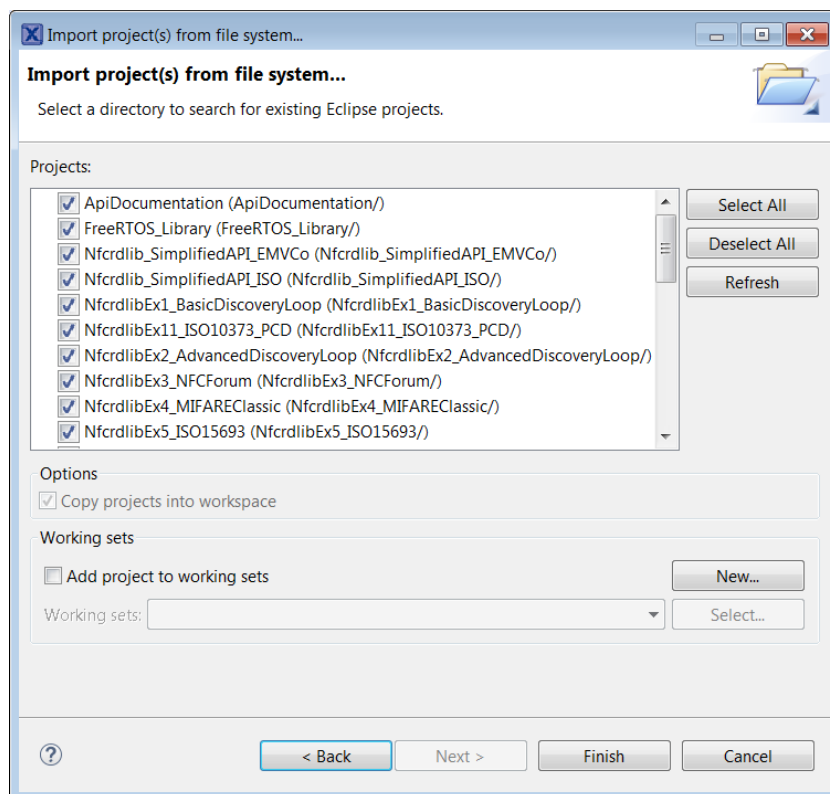 Import project(s) from file system...
Import project(s) from file system...
Select a directory to search for existing Eclipse projects.
Projects:
ApiDocumentation (ApiDocumentation/)
FreeRTOS_Library (FreeRTOS_Library/)
Nfcrdlib_SimplifiedAPI_EMVCo (Nfcrdlib_SimplifiedAPI_EMVCo/)
Nfcrdlib_SimplifiedAPI_ISO (Nfcrdlib_SimplifiedAPI_ISO/)
NfcrdlibEx1_BasicDiscoveryLoop (NfcrdlibEx1_BasicDiscoveryLoop/)
NfcrdlibEx11_ISO10373_PCD (NfcrdlibEx11_ISO10373_PCD/)
NfcrdlibEx2_AdvancedDiscoveryLoop (NfcrdlibEx2_AdvancedDiscoveryLoop/)
NfcrdlibEx3_NFCForum (NfcrdlibEx3_NFCForum/)
NfcrdlibEx4_MIFAREClassic (NfcrdlibEx4_MIFAREClassic/)
NfcrdlibEx5_ISO15693 (NfcrdlibEx5_ISO15693/)
Select All
Deselect All
Refresh
Options
Copy projects into workspace
Working sets
Add project to working sets
New...
Working sets:
Select...
? < Back Next > Finish Cancel